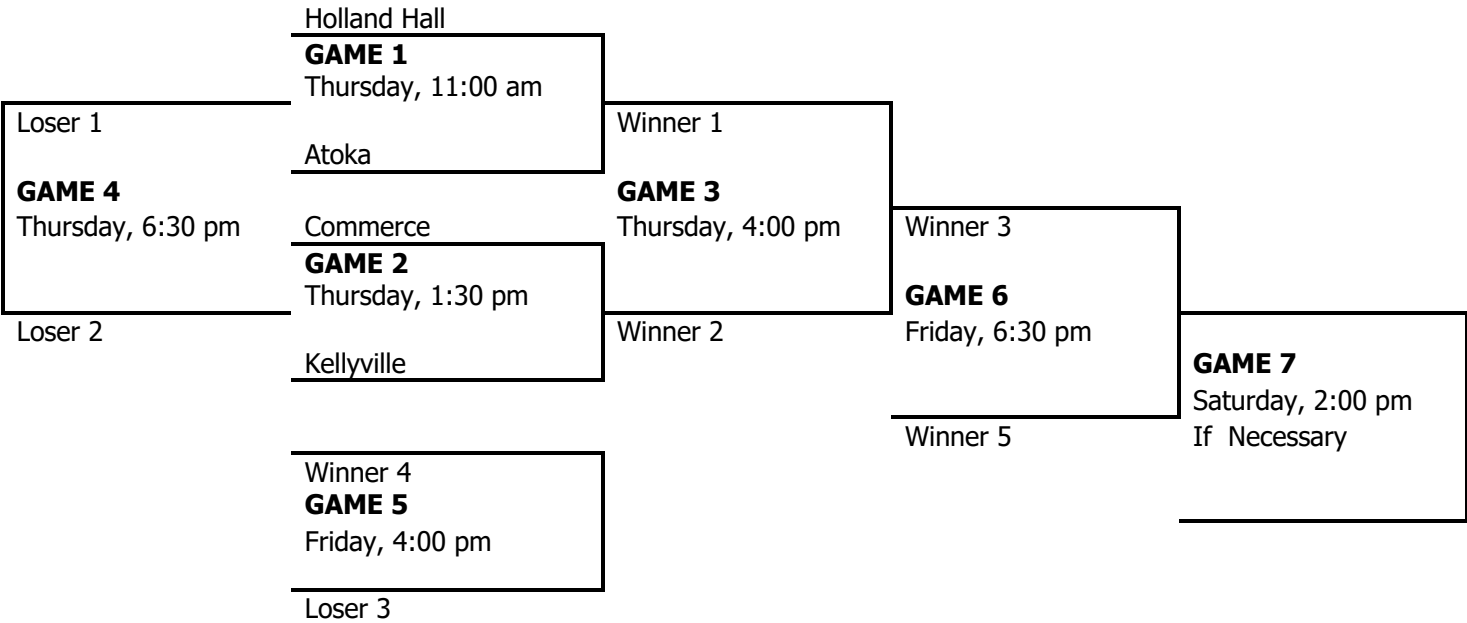 Holland Hall
GAME 1
Thursday, 11:00 am
Atoka
Loser 1
GAME 4
Thursday, 6:30 pm
Loser 2
Commerce
GAME 2
Thursday, 1:30 pm
Kellyville
Winner 1
GAME 3
Thursday, 4:00 pm
Winner 2
Winner 3
GAME 6
Friday, 6:30 pm
Winner 5
GAME 7
Saturday, 2:00 pm
If Necessary
Winner 4
GAME 5
Friday, 4:00 pm
Loser 3